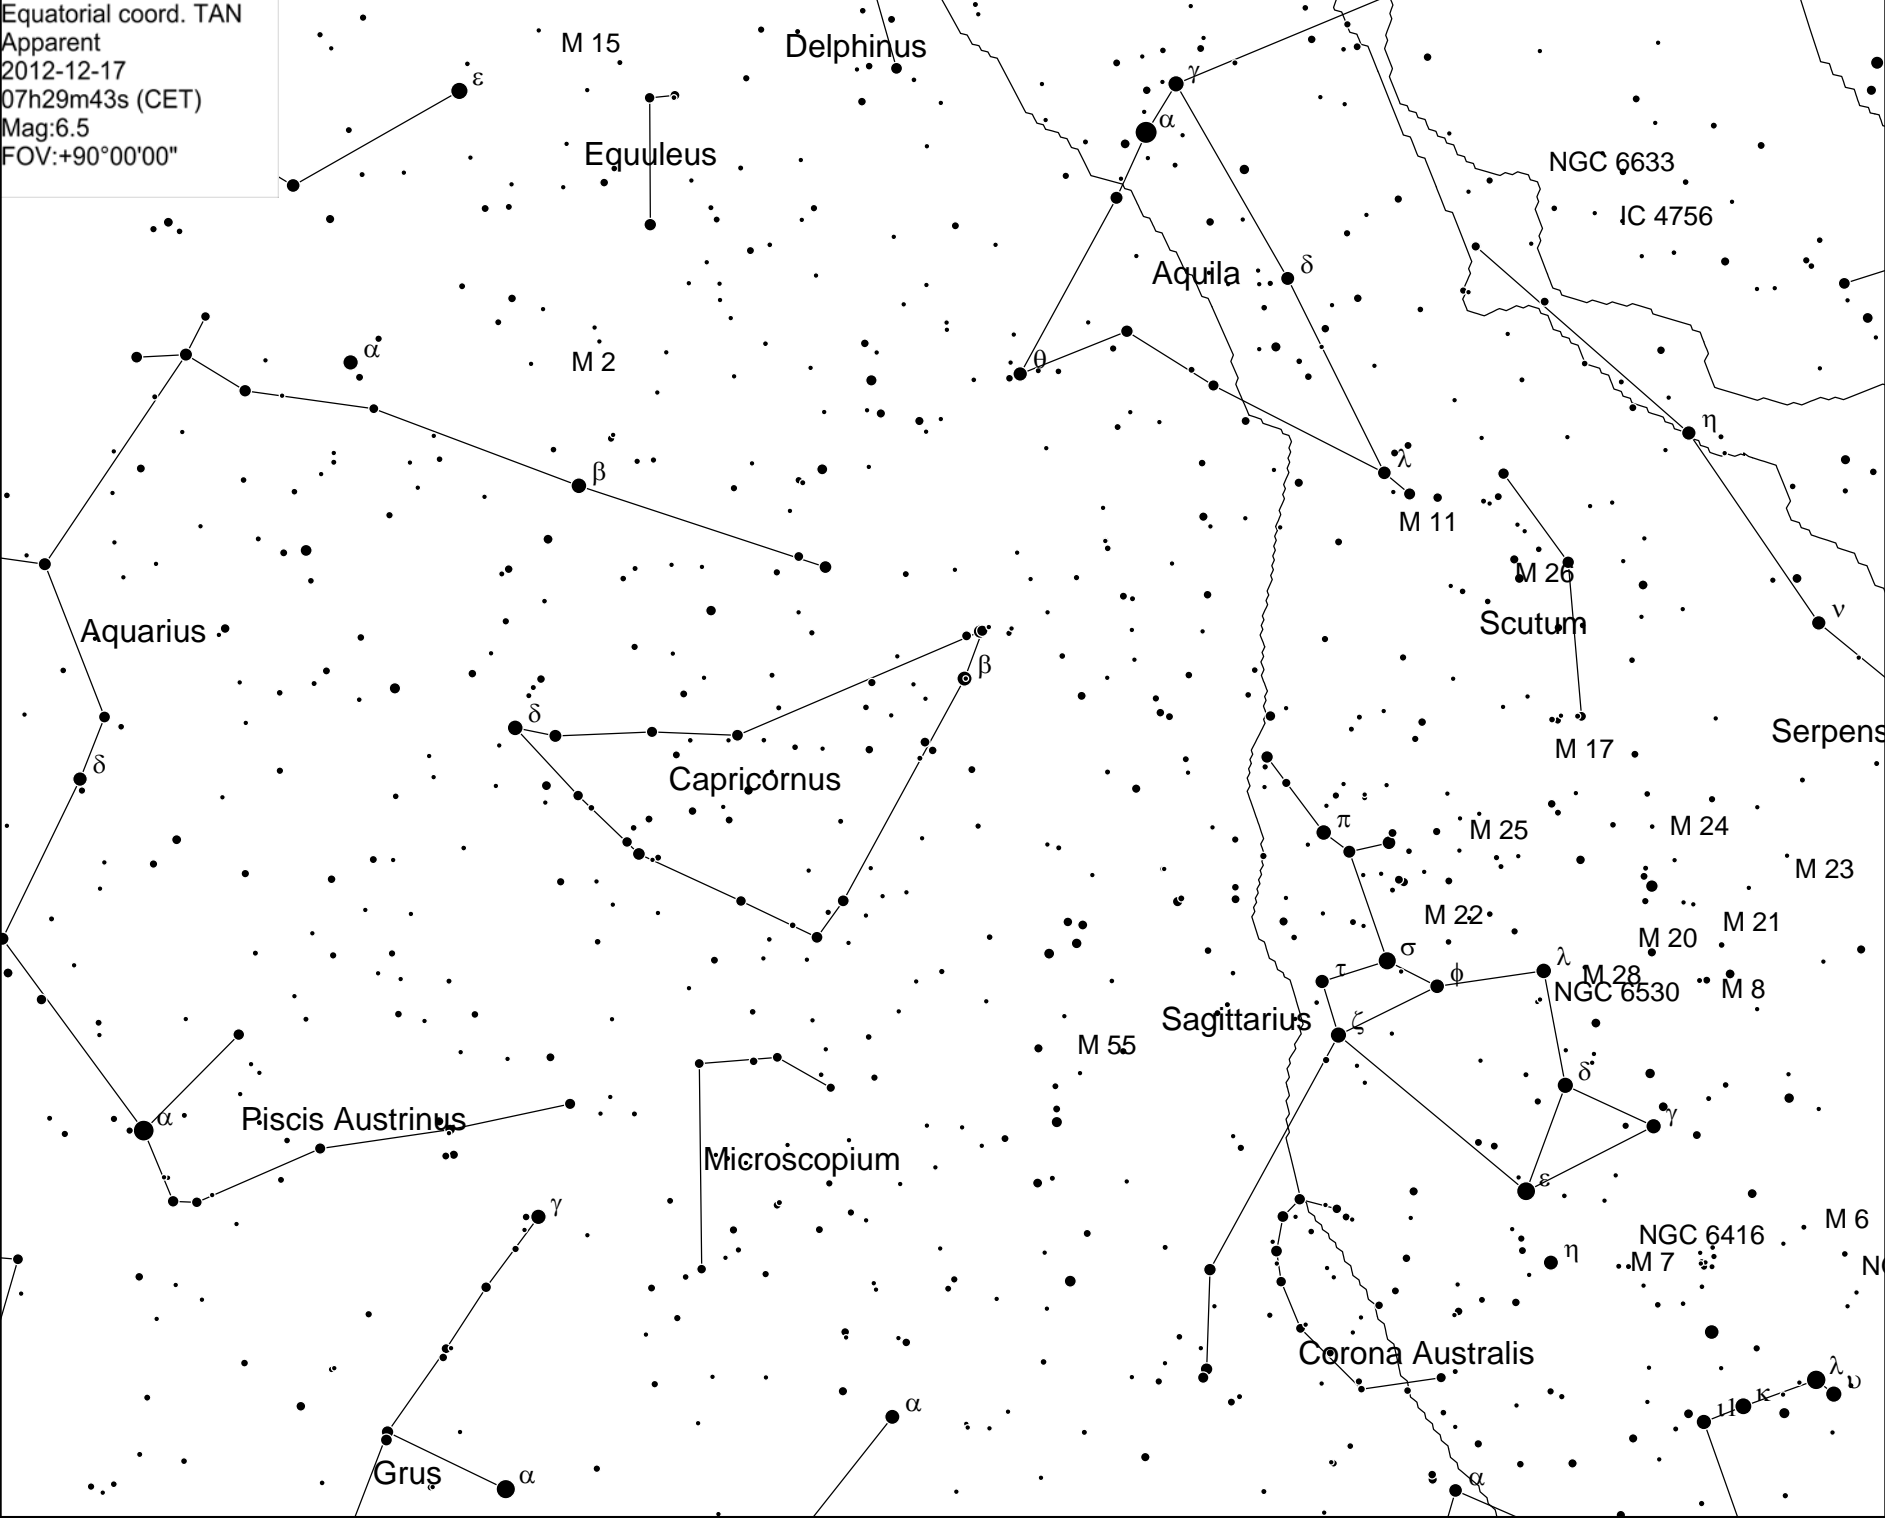 Equatorial coord. TAN
Apparent
2012-12-17
07h29m43s (CET)
Mag:6.5
FOV:+90°00'00"
M 15
Delphinus
ε
γ
α
Equuleus
NGC 6633
IC 4756
Aquila
δ
α
M 2
θ
η
β
λ
M 11
M 26
Aquarius
Scutum
ν
β
δ
Serpens
M 17
δ
Capricornus
π
M 25
M 24
M 23
M 22
M 21
M 20
σ
τ
φ
λ
M 28
NGC 6530
M 8
Sagittarius
ζ
M 55
δ
α
Piscis Austrinus
γ
Microscopium
ε
γ
M 6
NGC 6416
η
M 7
Corona Australis
λ
υ
κ
ι1
α
Grus
α
α